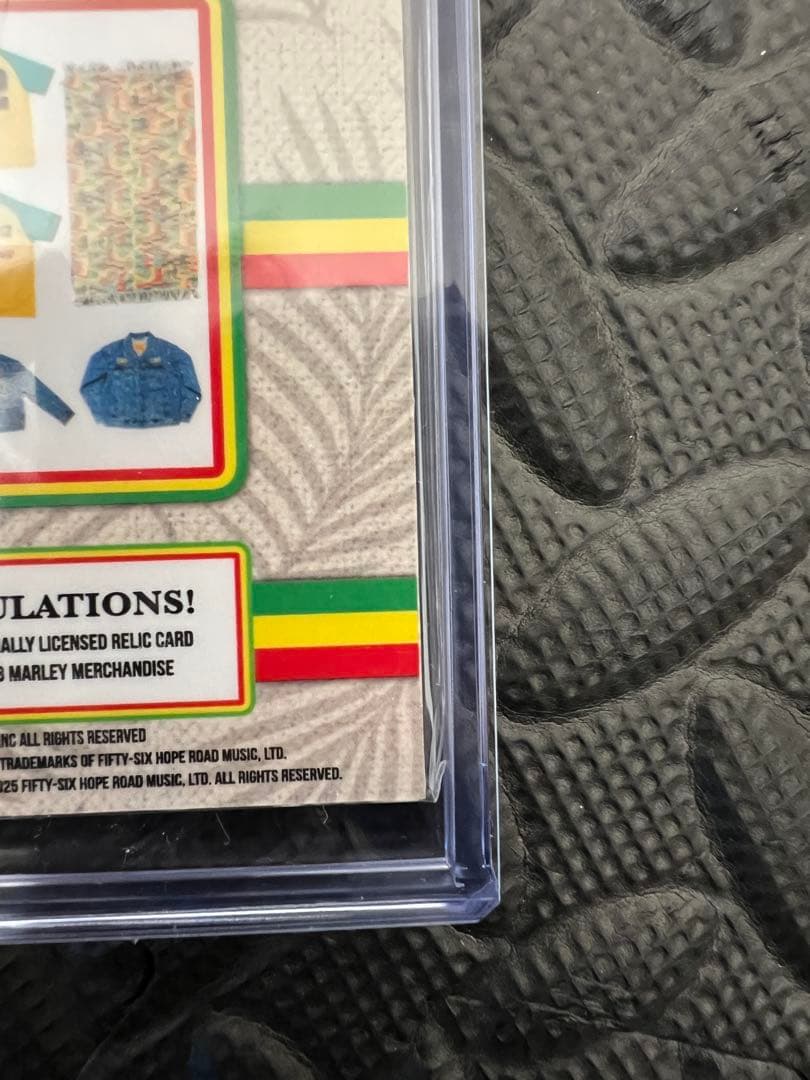 ULATIONS!
ALLY LICENSED RELIC CARD
B MARLEY MERCHANDISE
INC ALL RIGHTS RESERVED
TRADEMARKS OF FIFTY-SIX HOPE ROAD MUSIC, LTD.
025 FIFTY-SIX HOPE ROAD MUSIC, LTD. ALL RIGHTS RESERVED.